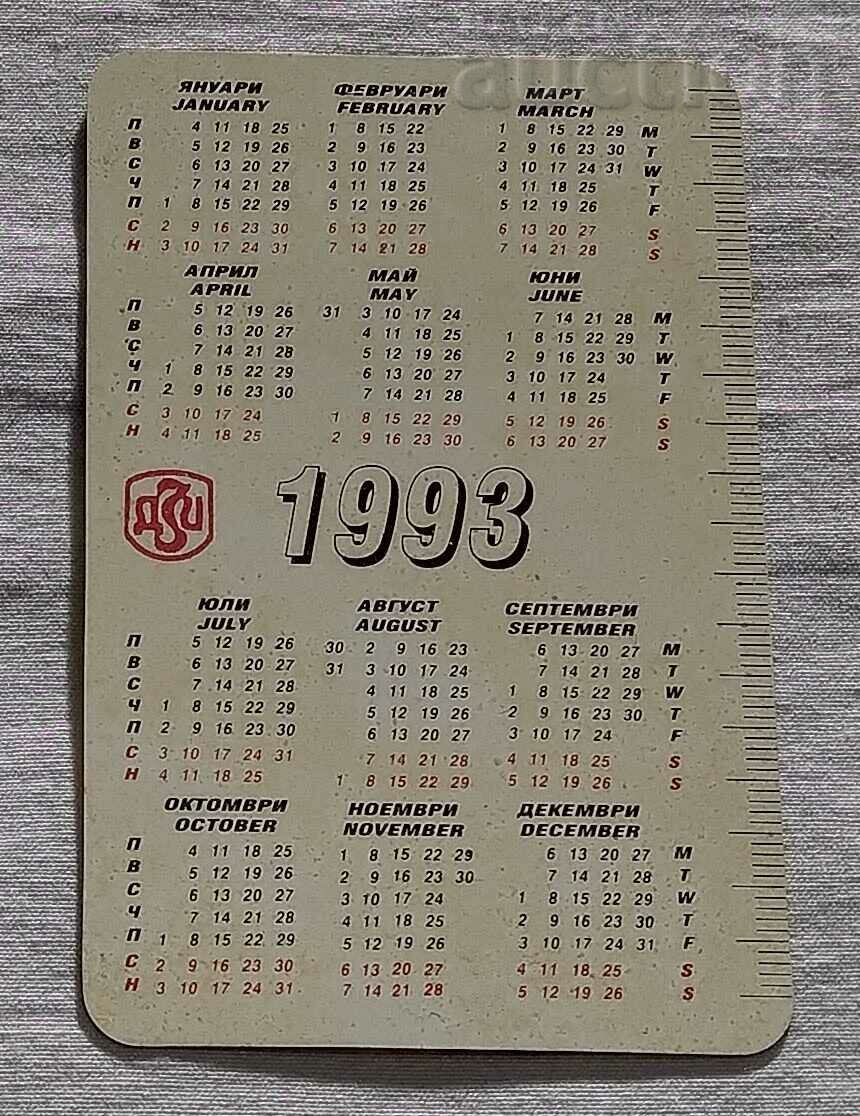 auction
ЯНУАРИ ФЕВРУАРИ МАРТ
JANUARY FEBRUARY MARCH
П 4 11 18 25 1 8 15 22 1 8 15 22 29 M
В 5 12 19 26 2 9 16 23 2 9 16 23 30 T
С 6 13 20 27 3 10 17 24 3 10 17 24 31 W
Ч 7 14 21 28 4 11 18 25 4 11 18 25 T
П 1 8 15 22 29 5 12 19 26 5 12 19 26 F
С 2 9 16 23 30 6 13 20 27 6 13 20 27 S
Н 3 10 17 24 31 7 14 21 28 7 14 21 28 S
АПРИЛ МАЙ ЮНИ
APRIL MAY JUNE
П 5 12 19 26 31 3 10 17 24 7 14 21 28 M
В 6 13 20 27 4 11 18 25 1 8 15 22 29 T
С 7 14 21 28 5 12 19 26 2 9 16 23 30 W
Ч 1 8 15 22 29 6 13 20 27 3 10 17 24 T
П 2 9 16 23 30 7 14 21 28 4 11 18 25 F
С 3 10 17 24 1 8 15 22 29 5 12 19 26 S
Н 4 11 18 25 2 9 16 23 30 6 13 20 27 S
ДЗИ 1993
ЮЛИ АВГУСТ СЕПТЕМВРИ
JULY AUGUST SEPTEMBER
П 5 12 19 26 30 2 9 16 23 6 13 20 27 M
В 6 13 20 27 31 3 10 17 24 7 14 21 28 T
С 7 14 21 28 4 11 18 25 1 8 15 22 29 W
Ч 1 8 15 22 29 5 12 19 26 2 9 16 23 30 T
П 2 9 16 23 30 6 13 20 27 3 10 17 24 F
С 3 10 17 24 31 7 14 21 28 4 11 18 25 S
Н 4 11 18 25 1 8 15 22 29 5 12 19 26 S
ОКТОМВРИ НОЕМВРИ ДЕКЕМВРИ
OCTOBER NOVEMBER DECEMBER
П 4 11 18 25 1 8 15 22 29 6 13 20 27 M
В 5 12 19 26 2 9 16 23 30 7 14 21 28 T
С 6 13 20 27 3 10 17 24 1 8 15 22 29 W
Ч 7 14 21 28 4 11 18 25 2 9 16 23 30 T
П 1 8 15 22 29 5 12 19 26 3 10 17 24 31 F
С 2 9 16 23 30 6 13 20 27 4 11 18 25 S
Н 3 10 17 24 31 7 14 21 28 5 12 19 26 S